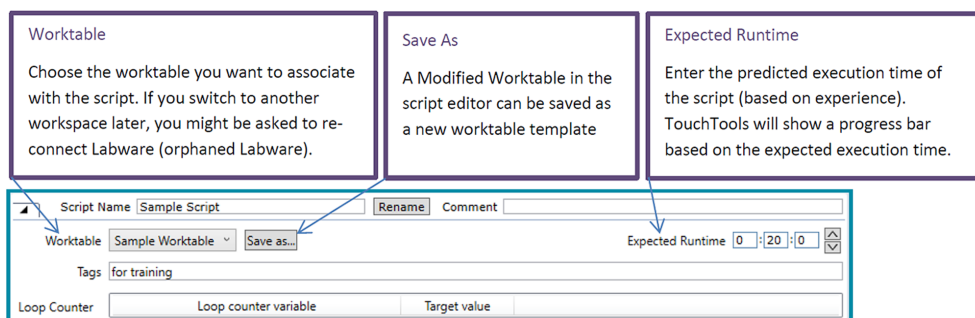 Worktable
Choose the worktable you want to associate
with the script. If you switch to another
workspace later, you might be asked to re-
connect Labware (orphaned Labware).
Save As
A Modified Worktable in the
script editor can be saved as
a new worktable template
Expected Runtime
Enter the predicted execution time of
the script (based on experience).
TouchTools will show a progress bar
based on the expected execution time.
Script Name Sample Script Rename Comment
Worktable Sample Worktable Save as... Expected Runtime 0 : 20 : 0
Tags for training
Loop Counter Loop counter variable Target value